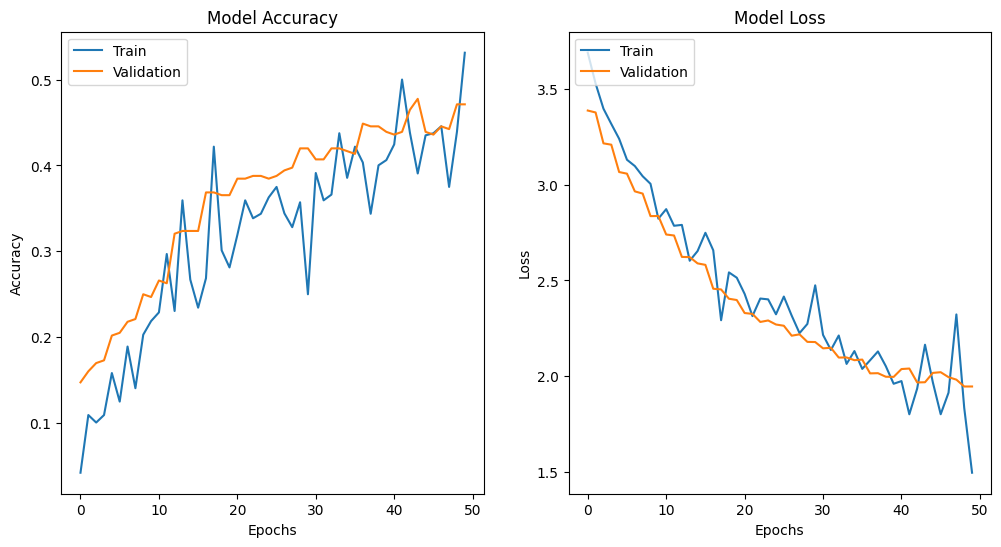 Model Accuracy
Train
Validation
0.5
0.4
0.3
0.2
0.1
Accuracy
0 10 20 30 40 50
Epochs
Model Loss
Train
Validation
3.5
3.0
2.5
2.0
1.5
Loss
0 10 20 30 40 50
Epochs